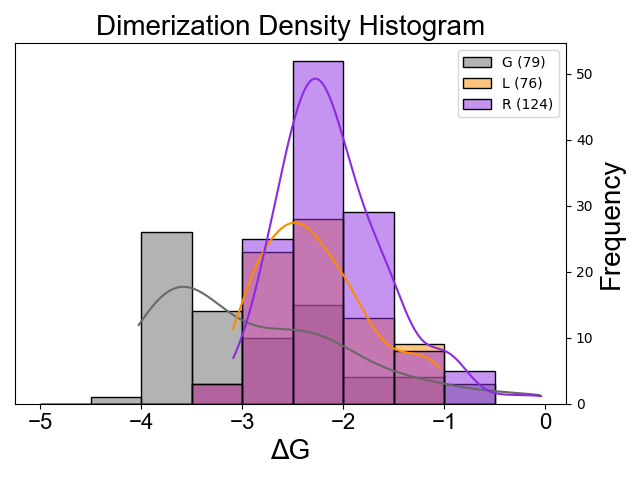 Dimerization Density Histogram
G (79)
L (76)
R (124)
50
40
30
20
10
0
Frequency
−5 −4 −3 −2 −1 0
ΔG